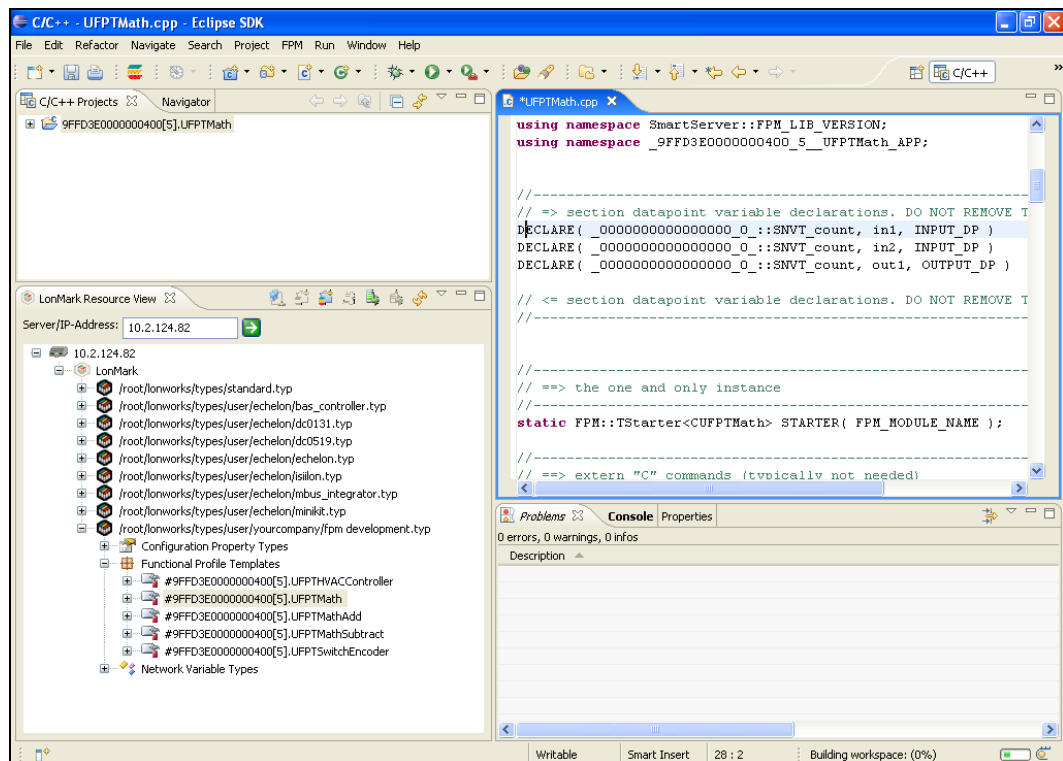 C/C++ - UFPTMath.cpp - Eclipse SDK
File Edit Refactor Navigate Search Project FPM Run Window Help
C/C++
C/C++ Projects Navigator
9FFD3E0000000400[5].UFPTMath
LonMark Resource View
Server/IP-Address: 10.2.124.82
10.2.124.82
LonMark
/root/lonworks/types/standard.typ
/root/lonworks/types/user/echelon/bas_controller.typ
/root/lonworks/types/user/echelon/dc0131.typ
/root/lonworks/types/user/echelon/dc0519.typ
/root/lonworks/types/user/echelon/echelon.typ
/root/lonworks/types/user/echelon/isiilon.typ
/root/lonworks/types/user/echelon/mbus_integrator.typ
/root/lonworks/types/user/echelon/minikit.typ
/root/lonworks/types/user/yourcompany/fpm development.typ
Configuration Property Types
Functional Profile Templates
#9FFD3E0000000400[5].UFPTHVACController
#9FFD3E0000000400[5].UFPTMath
#9FFD3E0000000400[5].UFPTMathAdd
#9FFD3E0000000400[5].UFPTMathSubtract
#9FFD3E0000000400[5].UFPTSwitchEncoder
Network Variable Types
*UFPTMath.cpp
using namespace SmartServer::FPM_LIB_VERSION;
using namespace _9FFD3E0000000400_5__UFPTMath_APP;
//------------------------------------------------------------
// => section datapoint variable declarations. DO NOT REMOVE T
DECLARE( _0000000000000000_0_::SNVT_count, in1, INPUT_DP )
DECLARE( _0000000000000000_0_::SNVT_count, in2, INPUT_DP )
DECLARE( _0000000000000000_0_::SNVT_count, out1, OUTPUT_DP )
// <= section datapoint variable declarations. DO NOT REMOVE T
//------------------------------------------------------------
//------------------------------------------------------------
// ==> the one and only instance
//------------------------------------------------------------
static FPM::TStarter<CUFPTMath> STARTER( FPM_MODULE_NAME );
//------------------------------------------------------------
// ==> extern "C" commands (typically not needed)
Problems Console Properties
0 errors, 0 warnings, 0 infos
Description
Writable Smart Insert 28 : 2 Building workspace: (0%)